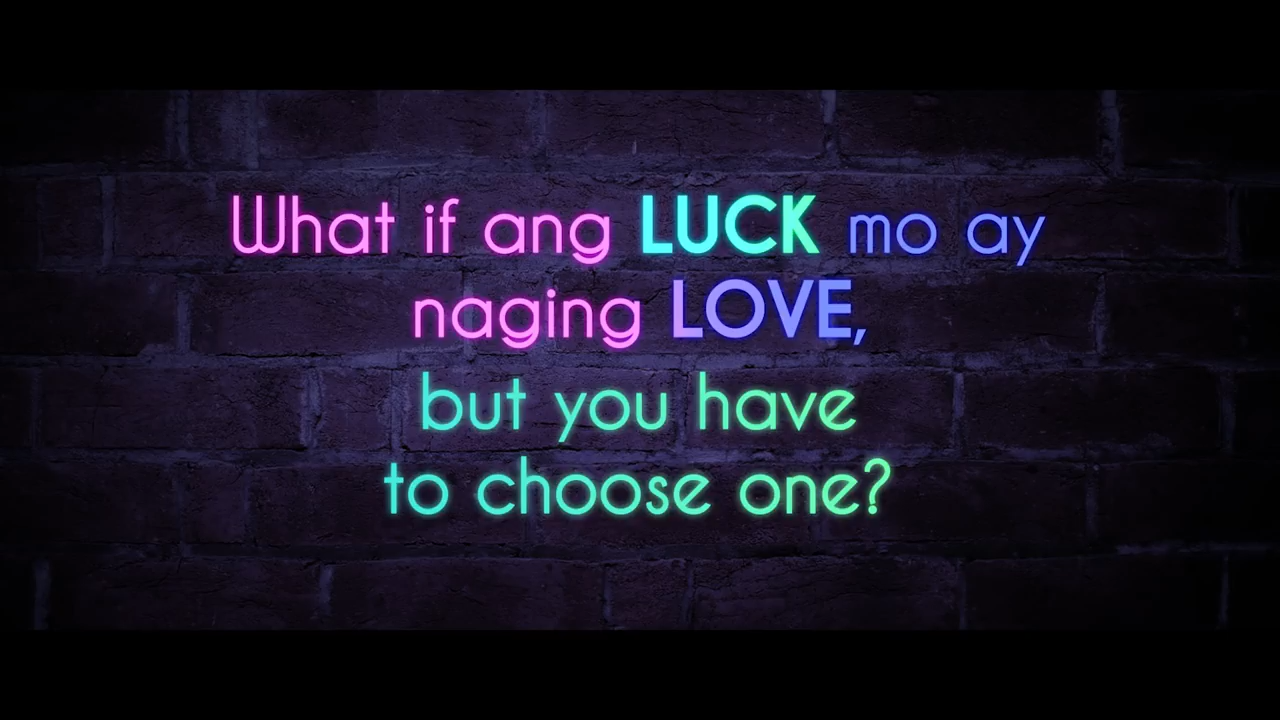 What if ang LUCK mo ay
naging LOVE,
but you have
to choose one?